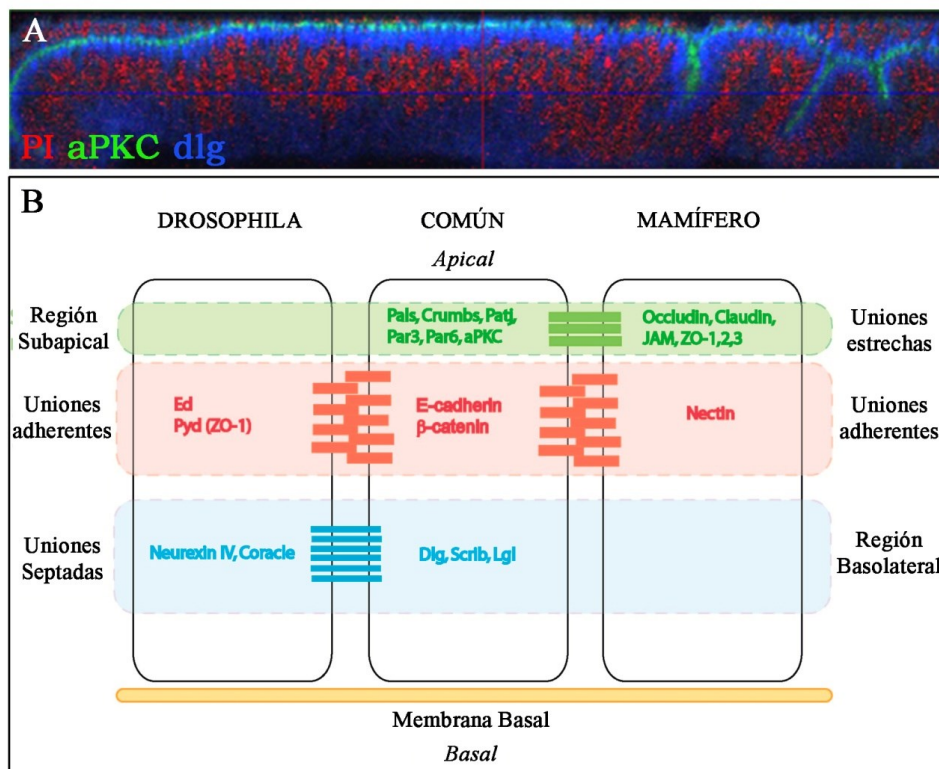 A
PI aPKC dlg
B
DROSOPHILA
COMÚN
MAMÍFERO
Apical
Región
Subapical
Pals, Crumbs, Patj,
Par3, Par6, aPKC
Occludin, Claudin,
JAM, ZO-1,2,3
Uniones
estrechas
Uniones
adherentes
Ed
Pyd (ZO-1)
E-cadherin
β-catenin
Nectin
Uniones
adherentes
Uniones
Septadas
Neurexin IV, Coracle
Dlg, Scrib, Lgl
Región
Basolateral
Membrana Basal
Basal